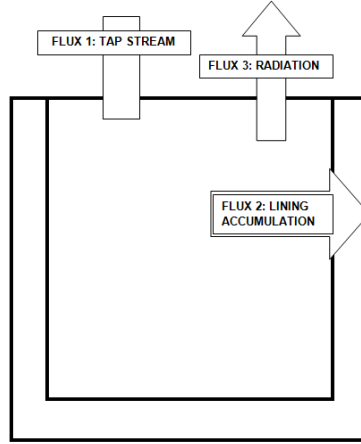 FLUX 1: TAP STREAM
FLUX 3: RADIATION
FLUX 2: LINING
ACCUMULATION